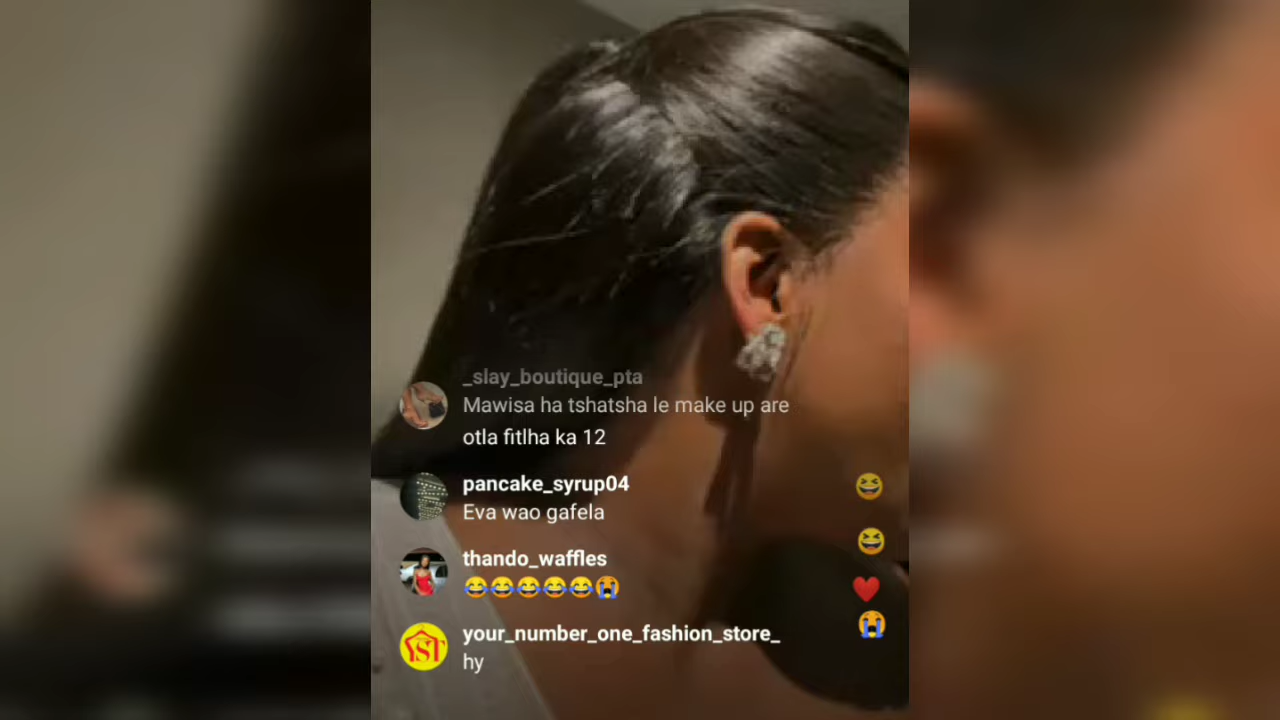 _slay_boutique_pta
Mawisa ha tshatsha le make up are
otla fitlha ka 12
pancake_syrup04
Eva wao gafela
thando_waffles
😂😂😂😂😂😭
your_number_one_fashion_store_
YST
hy